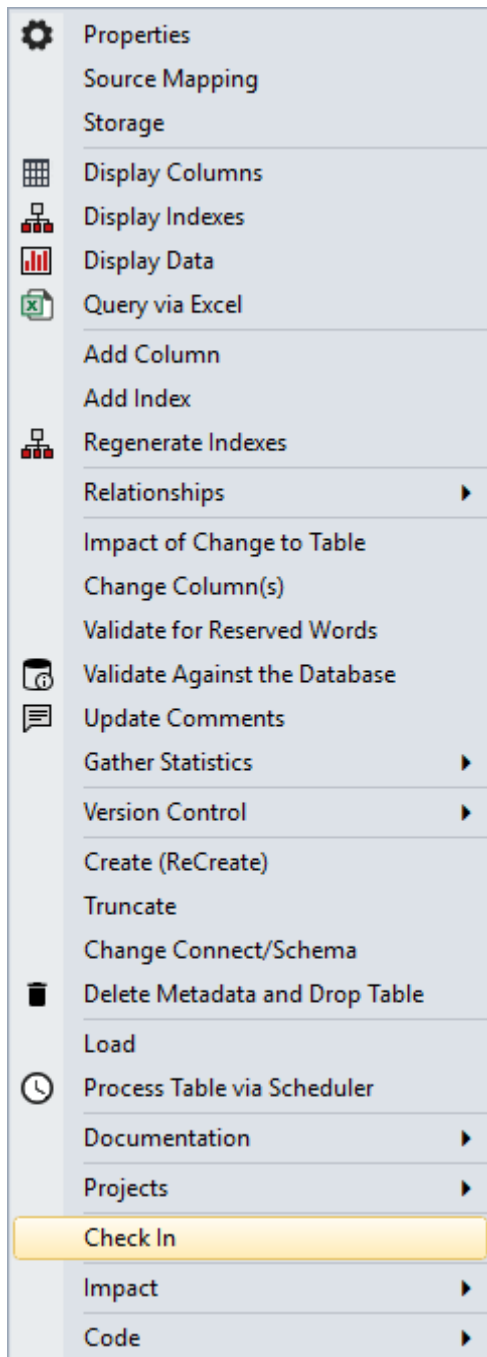 Properties
Source Mapping
Storage
Display Columns
Display Indexes
Display Data
Query via Excel
Add Column
Add Index
Regenerate Indexes
Relationships
Impact of Change to Table
Change Column(s)
Validate for Reserved Words
Validate Against the Database
Update Comments
Gather Statistics
Version Control
Create (ReCreate)
Truncate
Change Connect/Schema
Delete Metadata and Drop Table
Load
Process Table via Scheduler
Documentation
Projects
Check In
Impact
Code